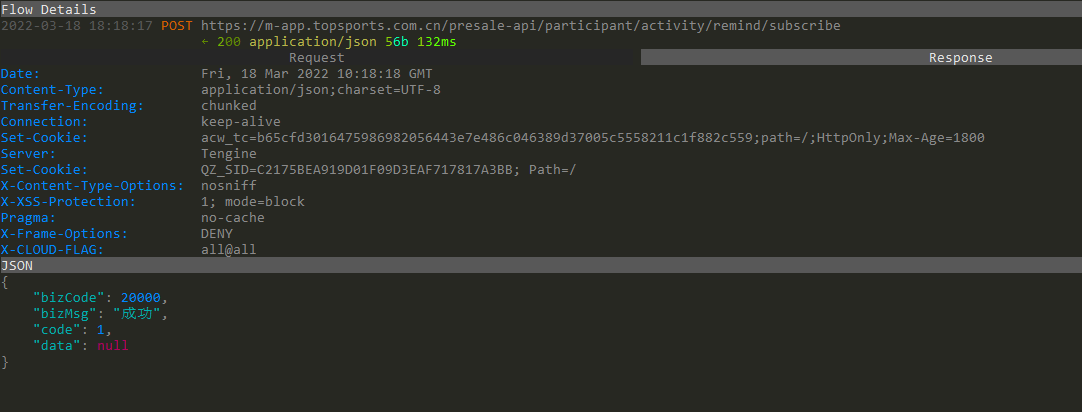 Flow Details
2022-03-18 18:18:17 POST https://m-app.topsports.com.cn/presale-api/participant/activity/remind/subscribe
← 200 application/json 56b 132ms
Request Response
Date: Fri, 18 Mar 2022 10:18:18 GMT
Content-Type: application/json;charset=UTF-8
Transfer-Encoding: chunked
Connection: keep-alive
Set-Cookie: acw_tc=b65cfd3016475986982056443e7e486c046389d37005c5558211c1f882c559;path=/;HttpOnly;Max-Age=1800
Server: Tengine
Set-Cookie: QZ_SID=C2175BEA919D01F09D3EAF717817A3BB; Path=/
X-Content-Type-Options: nosniff
X-XSS-Protection: 1; mode=block
Pragma: no-cache
X-Frame-Options: DENY
X-CLOUD-FLAG: all@all
JSON
{
    "bizCode": 20000,
    "bizMsg": "成功",
    "code": 1,
    "data": null
}